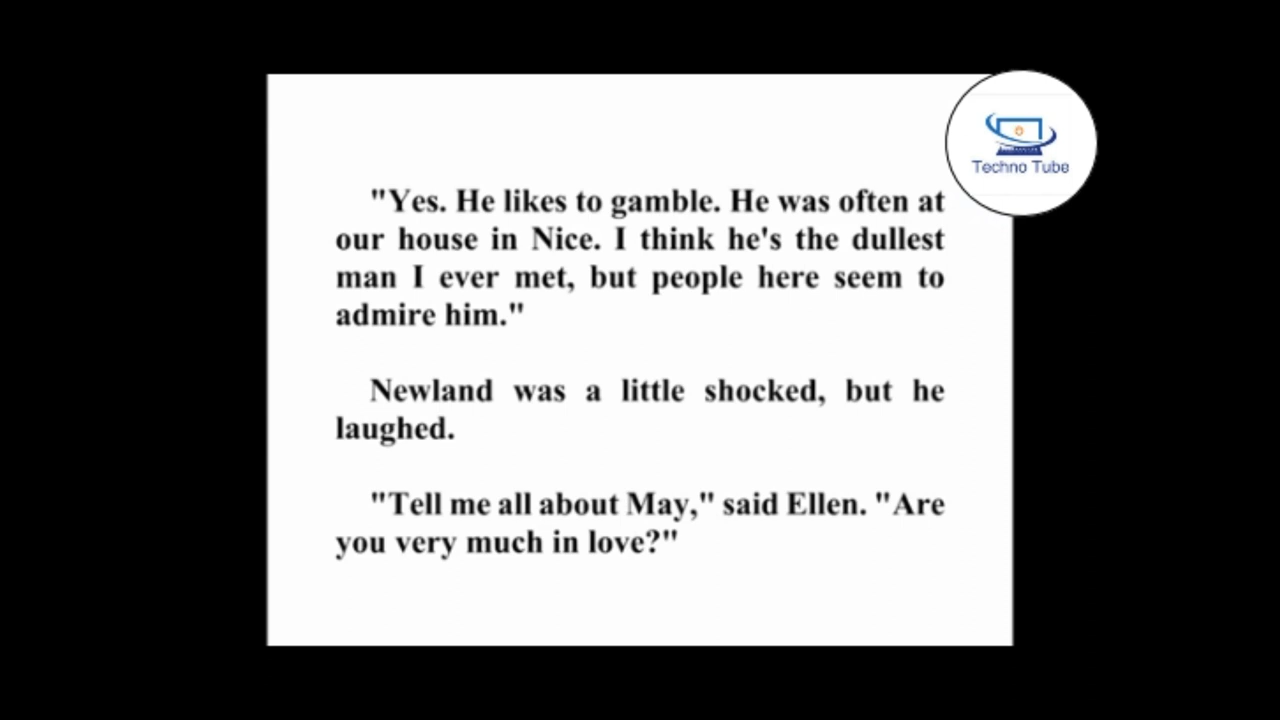 Techno Tube
"Yes. He likes to gamble. He was often at
our house in Nice. I think he's the dullest
man I ever met, but people here seem to
admire him."
Newland was a little shocked, but he
laughed.
"Tell me all about May," said Ellen. "Are
you very much in love?"